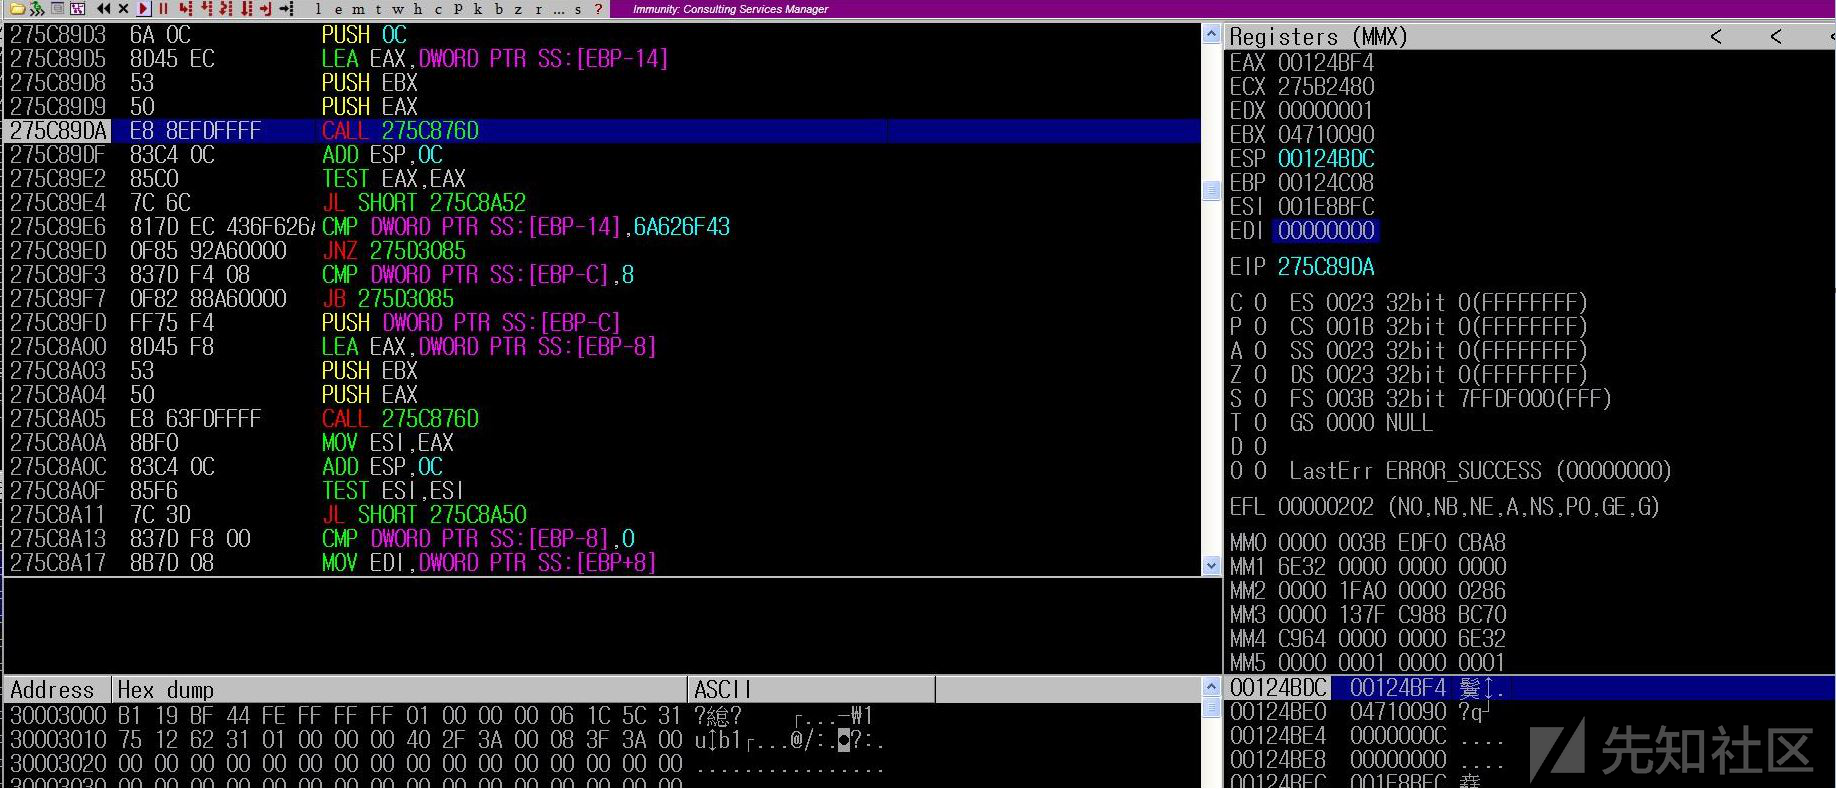 l e m t w h c P k b z r ... s ?
Immunity: Consulting Services Manager
275C89D3 6A 0C PUSH 0C
275C89D5 8D45 EC LEA EAX,DWORD PTR SS:[EBP-14]
275C89D8 53 PUSH EBX
275C89D9 50 PUSH EAX
275C89DA E8 8EFDFFFF CALL 275C876D
275C89DF 83C4 0C ADD ESP,0C
275C89E2 85C0 TEST EAX,EAX
275C89E4 7C 6C JL SHORT 275C8A52
275C89E6 817D EC 436F626A CMP DWORD PTR SS:[EBP-14],6A626F43
275C89ED 0F85 92A60000 JNZ 275D3085
275C89F3 837D F4 08 CMP DWORD PTR SS:[EBP-C],8
275C89F7 0F82 88A60000 JB 275D3085
275C89FD FF75 F4 PUSH DWORD PTR SS:[EBP-C]
275C8A00 8D45 F8 LEA EAX,DWORD PTR SS:[EBP-8]
275C8A03 53 PUSH EBX
275C8A04 50 PUSH EAX
275C8A05 E8 63FDFFFF CALL 275C876D
275C8A0A 8BF0 MOV ESI,EAX
275C8A0C 83C4 0C ADD ESP,0C
275C8A0F 85F6 TEST ESI,ESI
275C8A11 7C 3D JL SHORT 275C8A50
275C8A13 837D F8 00 CMP DWORD PTR SS:[EBP-8],0
275C8A17 8B7D 08 MOV EDI,DWORD PTR SS:[EBP+8]
Registers (MMX) < < <
EAX 00124BF4
ECX 275B2480
EDX 00000001
EBX 04710090
ESP 00124BDC
EBP 00124C08
ESI 001E8BFC
EDI 00000000
EIP 275C89DA
C 0 ES 0023 32bit 0(FFFFFFFF)
P 0 CS 001B 32bit 0(FFFFFFFF)
A 0 SS 0023 32bit 0(FFFFFFFF)
Z 0 DS 0023 32bit 0(FFFFFFFF)
S 0 FS 003B 32bit 7FFDF000(FFF)
T 0 GS 0000 NULL
D 0
O 0 LastErr ERROR_SUCCESS (00000000)
EFL 00000202 (NO,NB,NE,A,NS,PO,GE,G)
MM0 0000 003B EDF0 CBA8
MM1 6E32 0000 0000 0000
MM2 0000 1FA0 0000 0286
MM3 0000 137F C988 BC70
MM4 C964 0000 0000 6E32
MM5 0000 0001 0000 0001
Address Hex dump ASCII
30003000 B1 19 BF 44 FE FF FF FF 01 00 00 00 06 1C 5C 31
30003010 75 12 62 31 01 00 00 00 40 2F 3A 00 08 3F 3A 00
30003020 00 00 00 00 00 00 00 00 00 00 00 00 00 00 00 00 ................
00124BDC 00124BF4
00124BE0 04710090
00124BE4 0000000C ....
00124BE8 00000000 ....
00124BEC 001E8BFC
先知社区